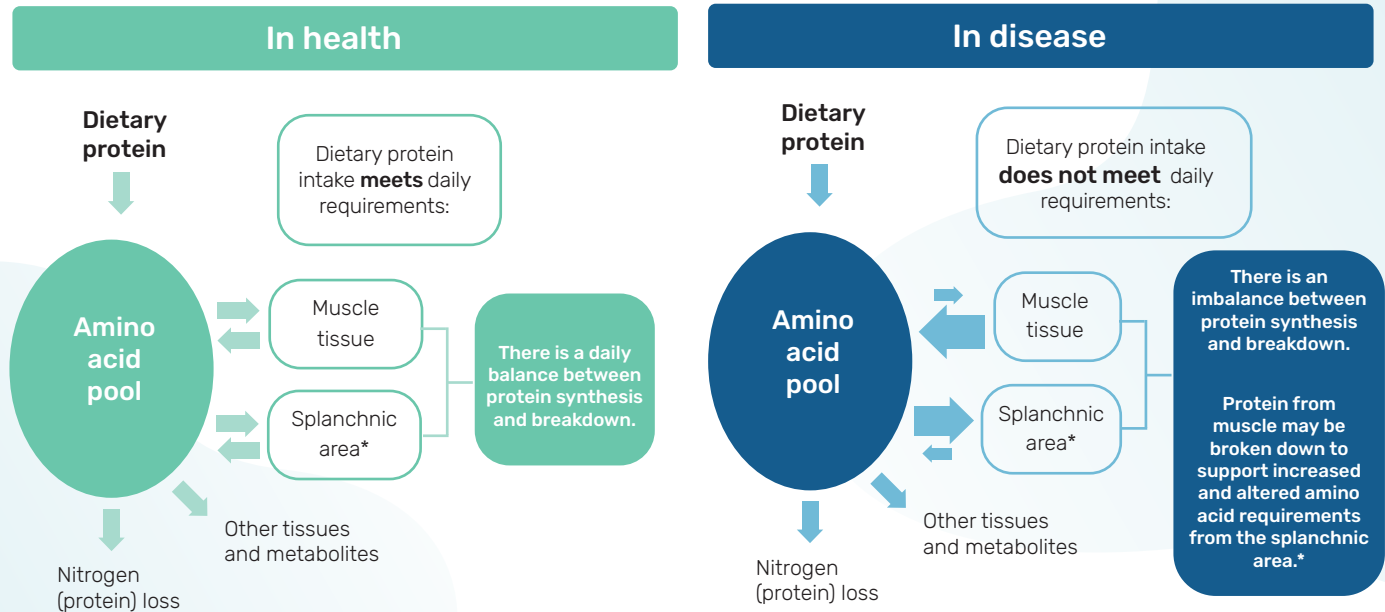 In health
Dietary
protein
Dietary protein
intake meets daily
requirements:
Amino
acid
pool
Muscle
tissue
Splanchnic
area*
There is a daily
balance between
protein synthesis
and breakdown.
Other tissues
and metabolites
Nitrogen
(protein) loss
In disease
Dietary
protein
Dietary protein intake
does not meet daily
requirements:
Amino
acid
pool
Muscle
tissue
Splanchnic
area*
There is an
imbalance between
protein synthesis
and breakdown.
Protein from
muscle may be
broken down to
support increased
and altered amino
acid requirements
from the splanchnic
area.*
Other tissues
and metabolites
Nitrogen
(protein) loss